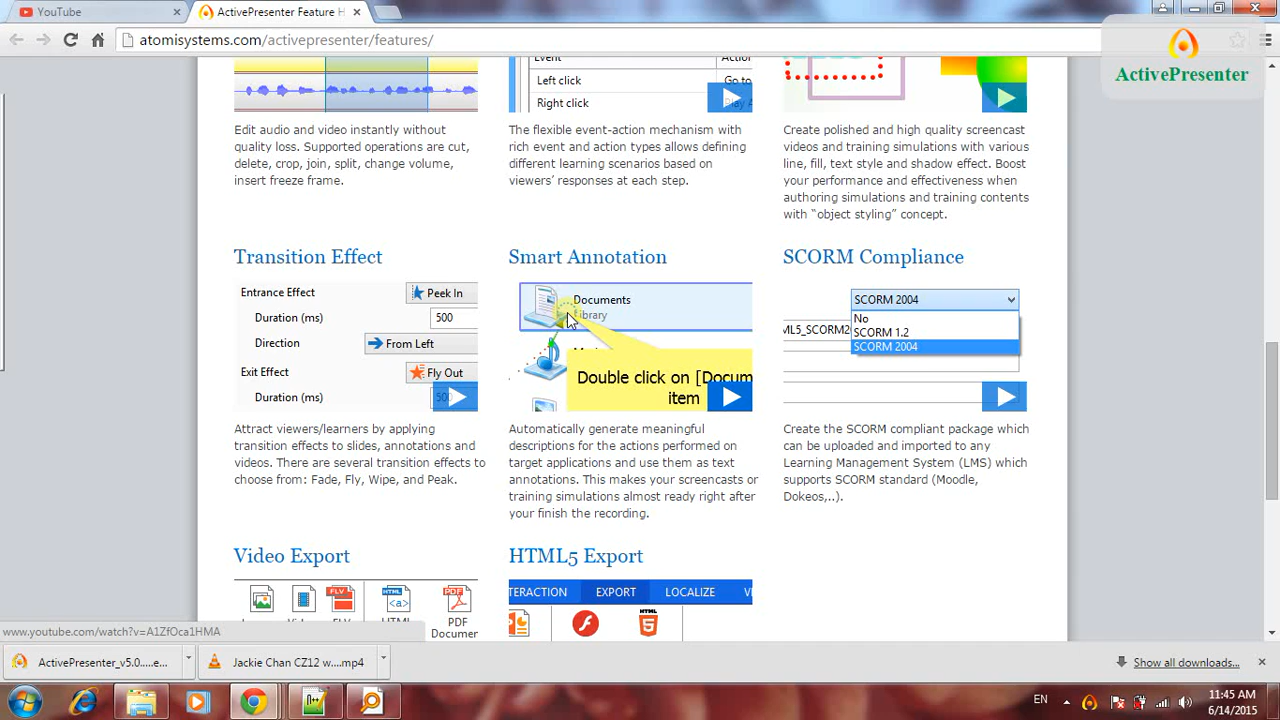 YouTube
ActivePresenter Feature H
atomisystems.com/activepresenter/features/
ActivePresenter
Event
Actio
Left click
Go to
Right click
Play A
Edit audio and video instantly without
quality loss. Supported operations are cut,
delete, crop, join, split, change volume,
insert freeze frame.
The flexible event-action mechanism with
rich event and action types allows defining
different learning scenarios based on
viewers' responses at each step.
Create polished and high quality screencast
videos and training simulations with various
line, fill, text style and shadow effect. Boost
your performance and effectiveness when
authoring simulations and training contents
with "object styling" concept.
Transition Effect
Entrance Effect
Peek In
Duration (ms)
500
Direction
From Left
Exit Effect
Fly Out
Duration (ms)
500
Attract viewers/learners by applying
transition effects to slides, annotations and
videos. There are several transition effects to
choose from: Fade, Fly, Wipe, and Peak.
Smart Annotation
Documents
Library
Double click on [Docum
item
Automatically generate meaningful
descriptions for the actions performed on
target applications and use them as text
annotations. This makes your screencasts or
training simulations almost ready right after
your finish the recording.
SCORM Compliance
SCORM 2004
No
SCORM 1.2
SCORM 2004
ML5_SCORM20
Create the SCORM compliant package which
can be uploaded and imported to any
Learning Management System (LMS) which
supports SCORM standard (Moodle,
Dokeos,..).
Video Export
FLV
HTML
<a>
PDF
PDF
Documer
HTML5 Export
TERACTION
EXPORT
LOCALIZE
HTML
www.youtube.com/watch?v=A1ZfOca1HMA
ActivePresenter_v5.0.....e...
Jackie Chan CZ12 w....mp4
Show all downloads...
EN
11:45 AM
6/14/2015